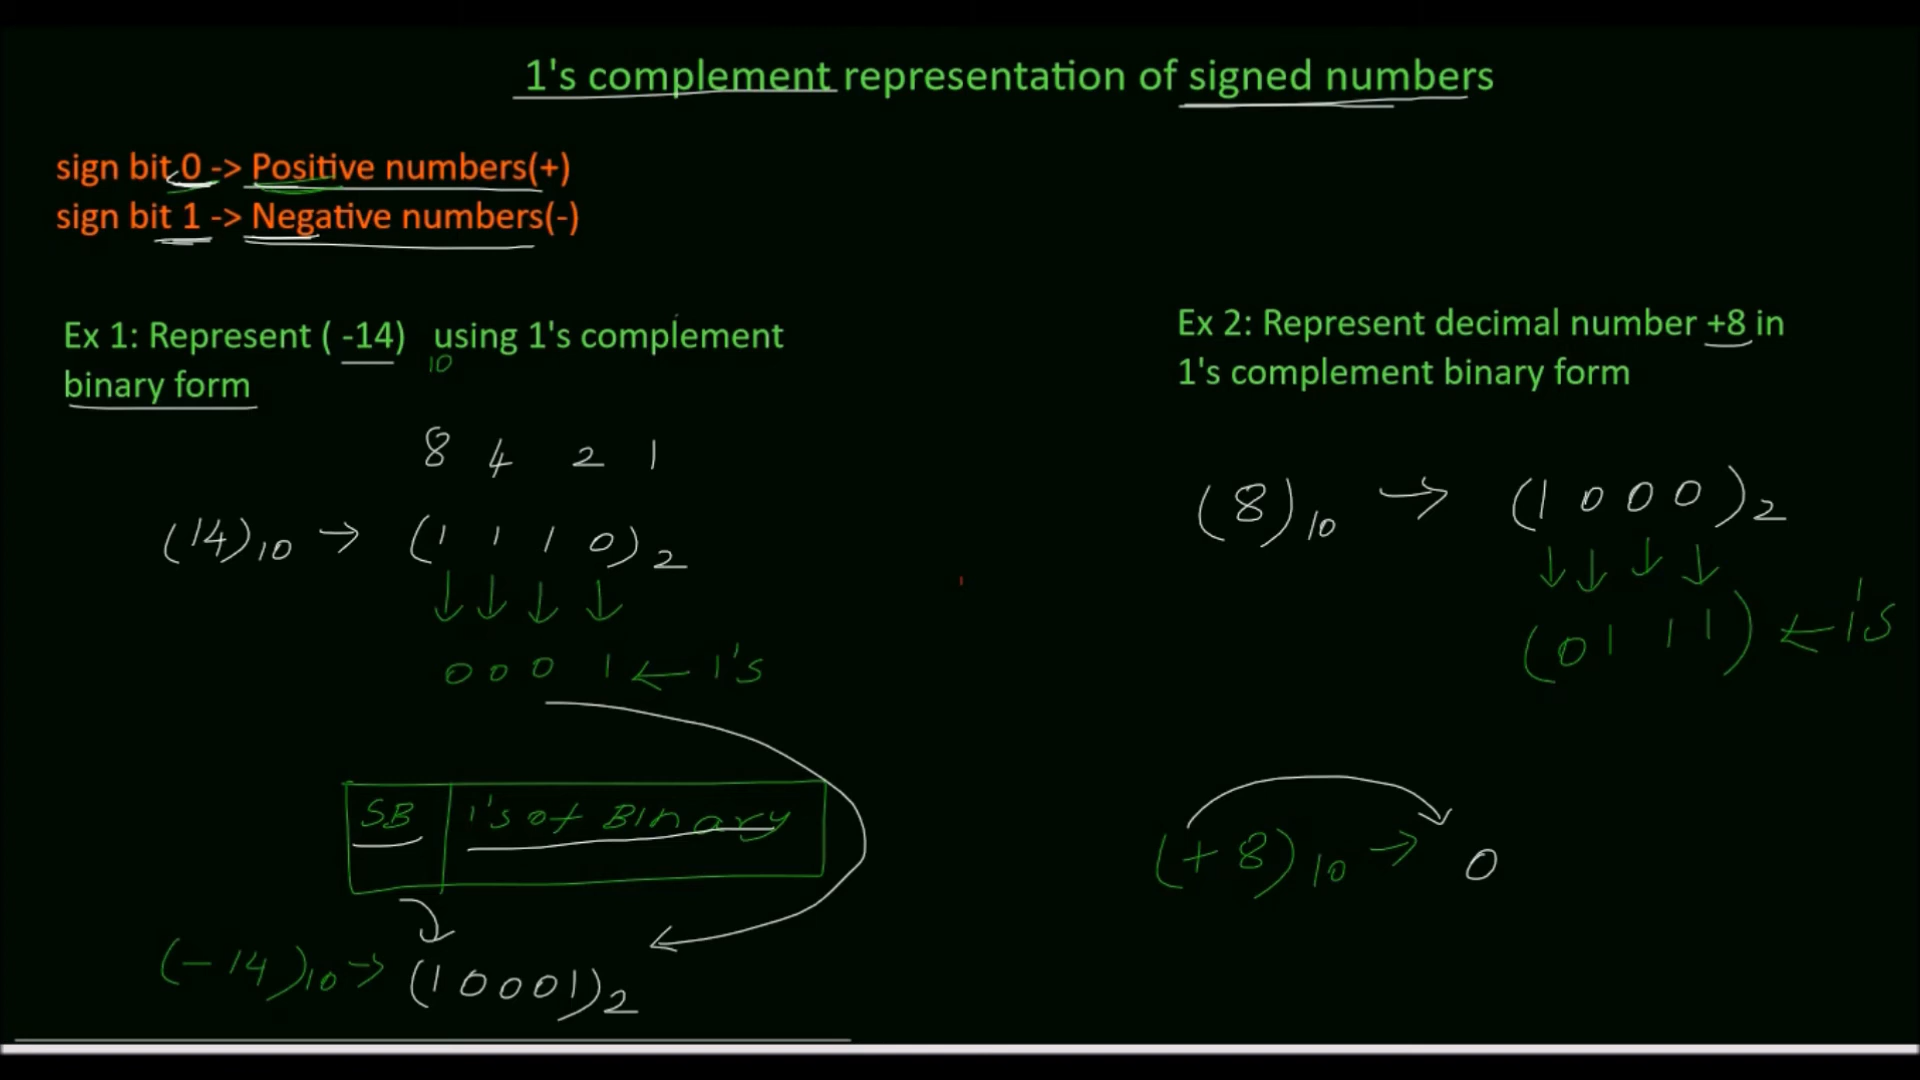 1's complement representation of signed numbers
sign bit 0 -> Positive numbers(+)
sign bit 1 -> Negative numbers(-)
Ex 1: Represent ( -14) using 1's complement
10
binary form
8 4 2 1
(14)10 → (1 1 1 0)2
↓ ↓ ↓ ↓
0 0 0 1 ← 1's
SB 1's of Binary
(-14)10 → (1 0 0 0 1)2
Ex 2: Represent decimal number +8 in
1's complement binary form
(8)10 → (1 0 0 0)2
↓ ↓ ↓ ↓
(0 1 1 1) ← 1's
(+8)10 → 0